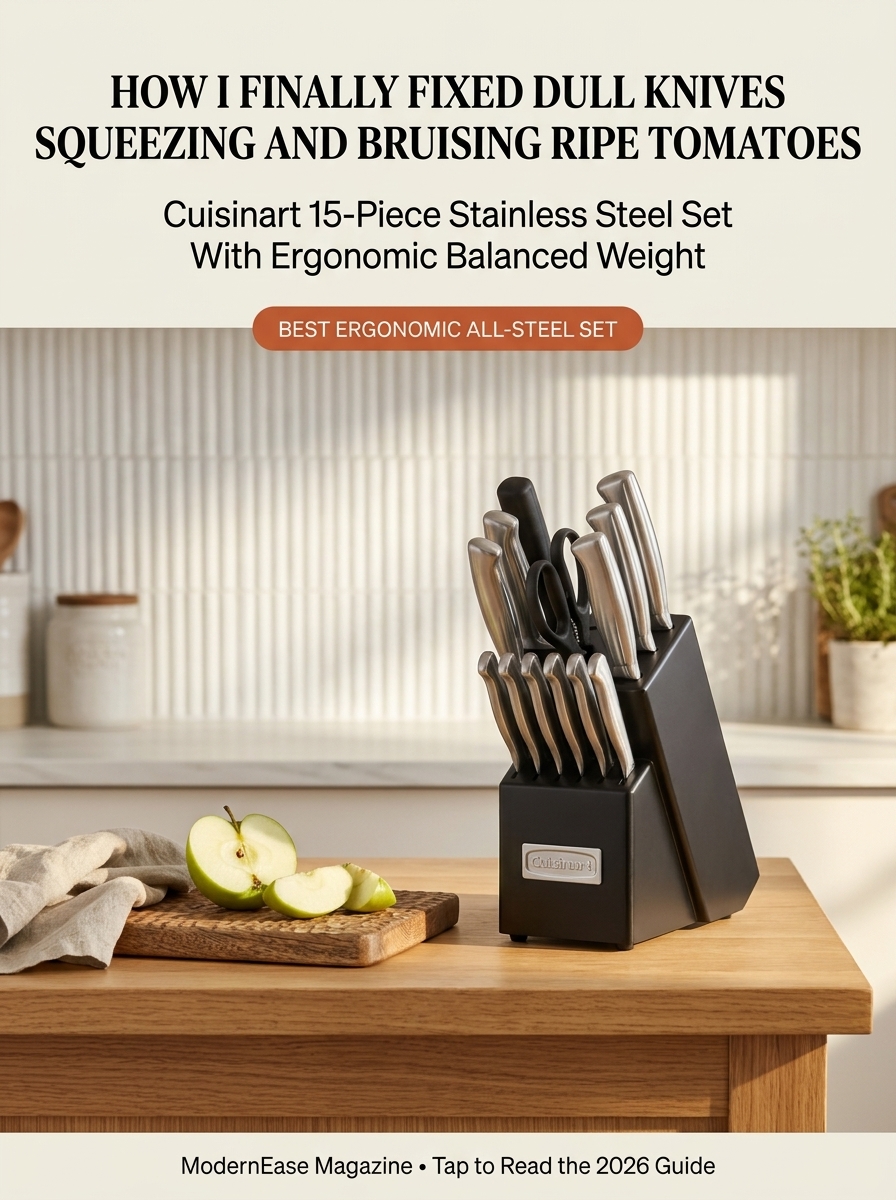 HOW I FINALLY FIXED DULL KNIVES
SQUEEZING AND BRUISING RIPE TOMATOES
Cuisinart 15-Piece Stainless Steel Set
With Ergonomic Balanced Weight
BEST ERGONOMIC ALL-STEEL SET
Cuisinart
ModernEase Magazine • Tap to Read the 2026 Guide